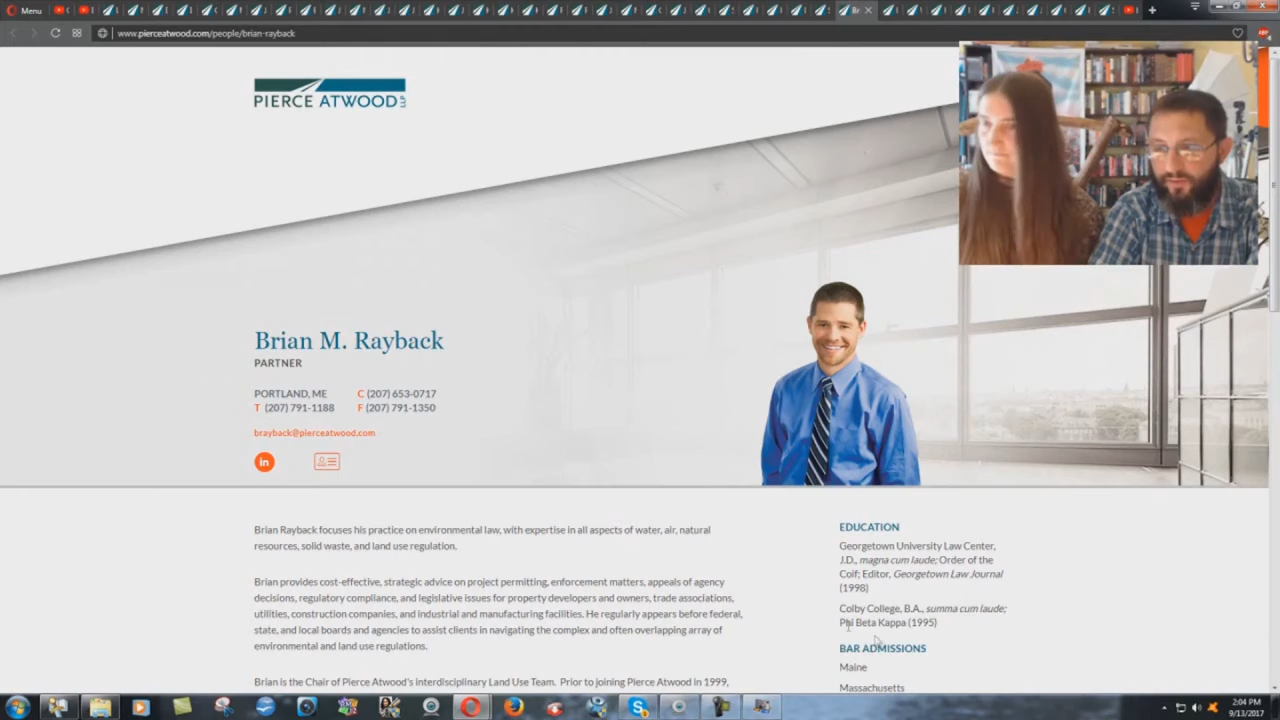 Menu
Br
www.pierceatwood.com/people/brian-rayback
PIERCE ATWOOD LLP
Brian M. Rayback
PARTNER
PORTLAND, ME C (207) 653-0717
T (207) 791-1188 F (207) 791-1350
brayback@pierceatwood.com
in
Brian Rayback focuses his practice on environmental law, with expertise in all aspects of water, air, natural
resources, solid waste, and land use regulation.
Brian provides cost-effective, strategic advice on project permitting, enforcement matters, appeals of agency
decisions, regulatory compliance, and legislative issues for property developers and owners, trade associations,
utilities, construction companies, and industrial and manufacturing facilities. He regularly appears before federal,
state, and local boards and agencies to assist clients in navigating the complex and often overlapping array of
environmental and land use regulations.
Brian is the Chair of Pierce Atwood's interdisciplinary Land Use Team. Prior to joining Pierce Atwood in 1999,
EDUCATION
Georgetown University Law Center,
J.D., magna cum laude; Order of the
Coif; Editor, Georgetown Law Journal
(1998)
Colby College, B.A., summa cum laude;
Phi Beta Kappa (1995)
BAR ADMISSIONS
Maine
Massachusetts
2:04 PM
9/13/2017